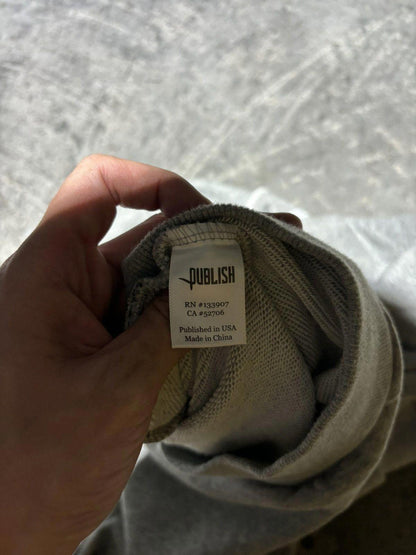 PUBLISH
RN #133907
CA #52706
Published in USA
Made in China